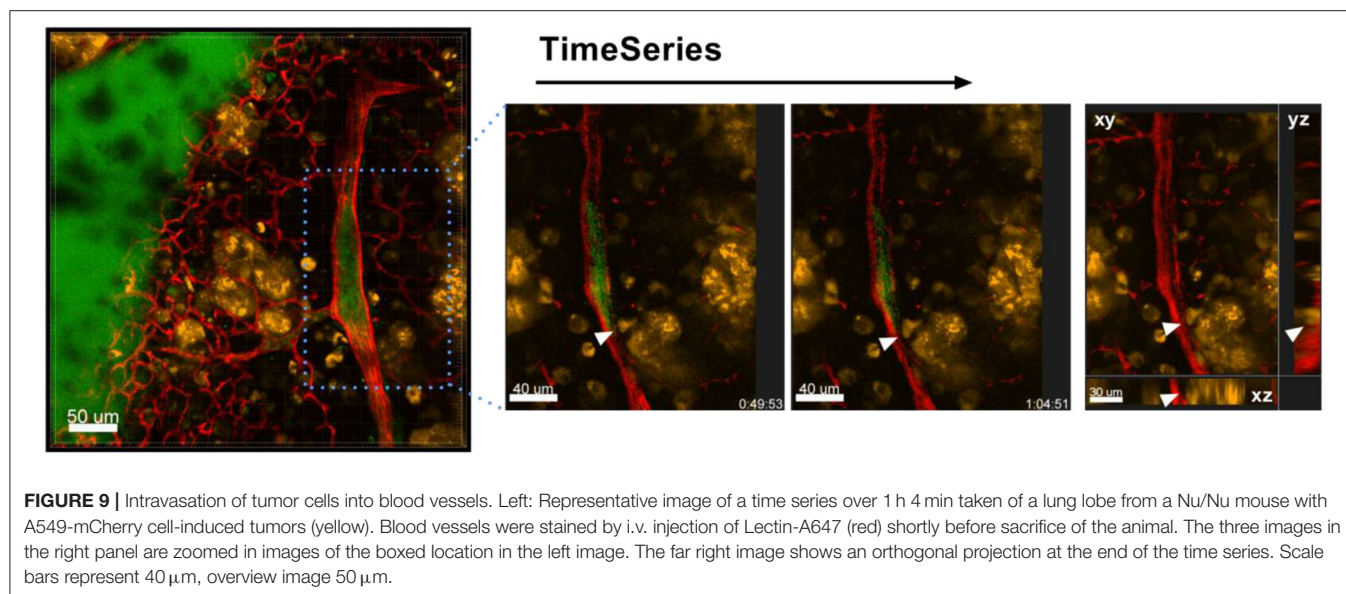 TimeSeries
50 um
40 um
0:49:53
40 um
1:04:51
xy
yz
30 um
xz
FIGURE 9 | Intravasation of tumor cells into blood vessels. Left: Representative image of a time series over 1 h 4 min taken of a lung lobe from a Nu/Nu mouse with
A549-mCherry cell-induced tumors (yellow). Blood vessels were stained by i.v. injection of Lectin-A647 (red) shortly before sacrifice of the animal. The three images in
the right panel are zoomed in images of the boxed location in the left image. The far right image shows an orthogonal projection at the end of the time series. Scale
bars represent 40 μm, overview image 50 μm.